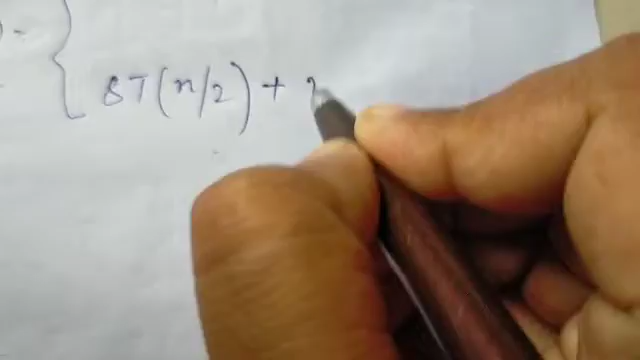 ) =
8T(n/2) +